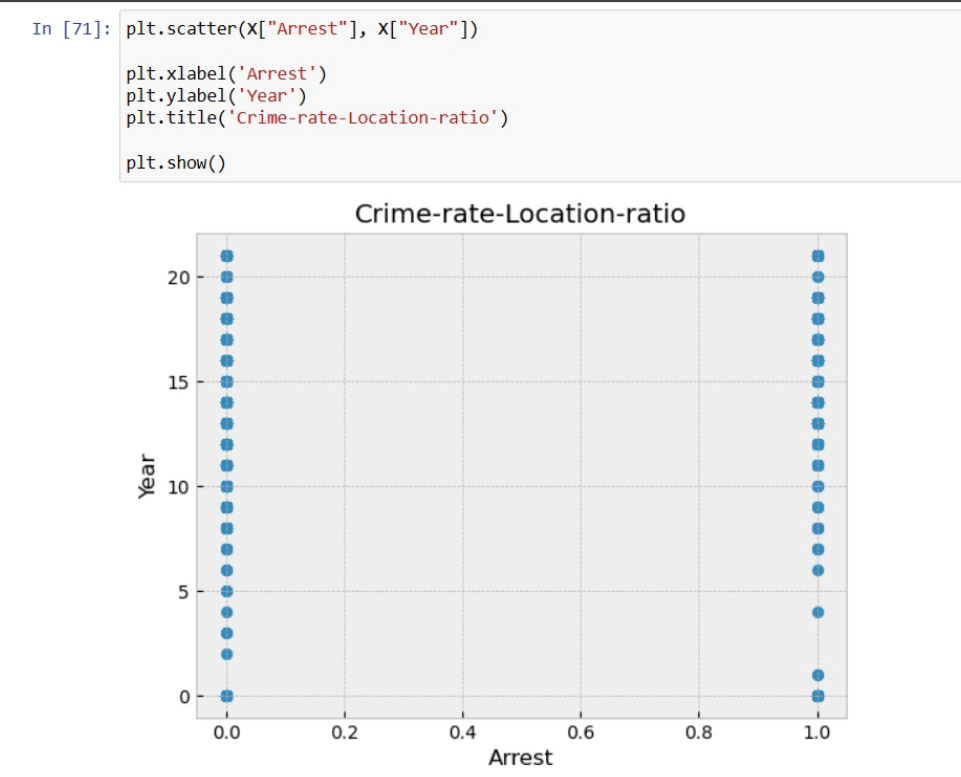 In [71]: plt.scatter(X["Arrest"], X["Year"])
plt.xlabel('Arrest')
plt.ylabel('Year')
plt.title('Crime-rate-Location-ratio')
plt.show()
Crime-rate-Location-ratio
20
15
10
5
0
Year
0.0 0.2 0.4 0.6 0.8 1.0
Arrest